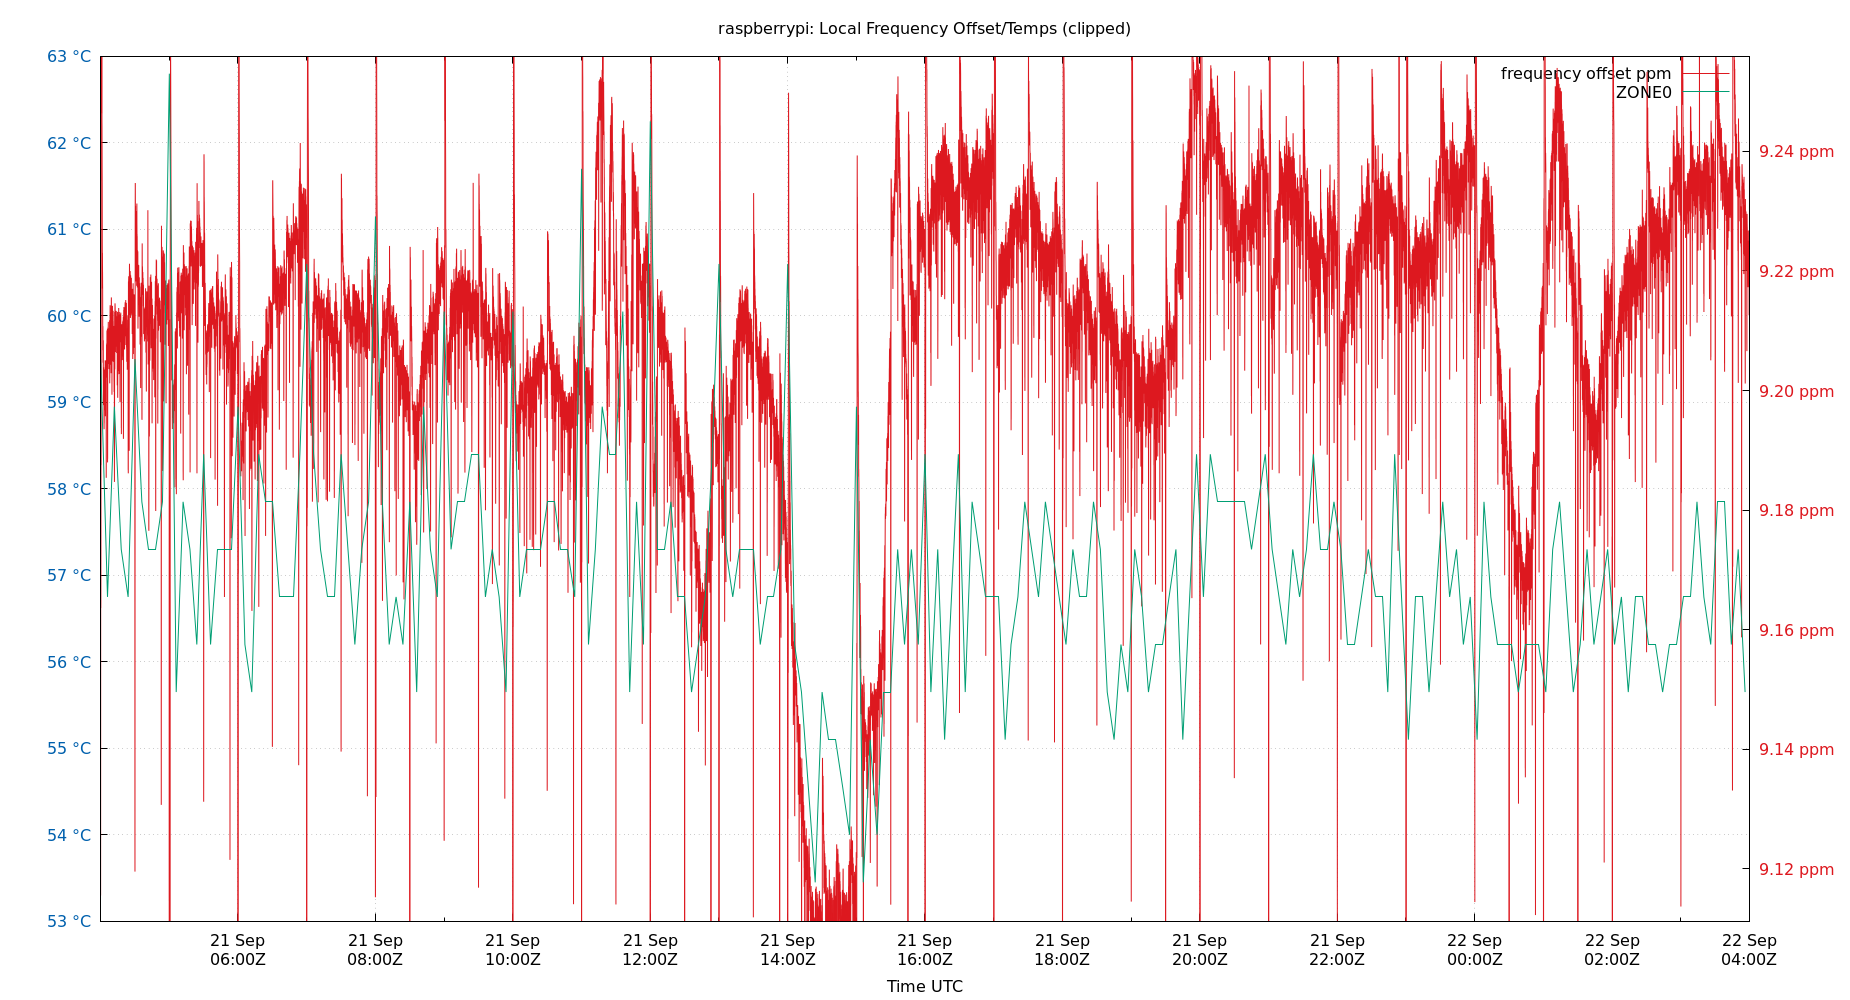 raspberrypi: Local Frequency Offset/Temps (clipped)
63 °C
62 °C
61 °C
60 °C
59 °C
58 °C
57 °C
56 °C
55 °C
54 °C
53 °C
frequency offset ppm
ZONE0
9.24 ppm
9.22 ppm
9.20 ppm
9.18 ppm
9.16 ppm
9.14 ppm
9.12 ppm
21 Sep 21 Sep 21 Sep 21 Sep 21 Sep 21 Sep 21 Sep 21 Sep 21 Sep 22 Sep 22 Sep 22 Sep
06:00Z 08:00Z 10:00Z 12:00Z 14:00Z 16:00Z 18:00Z 20:00Z 22:00Z 00:00Z 02:00Z 04:00Z
Time UTC